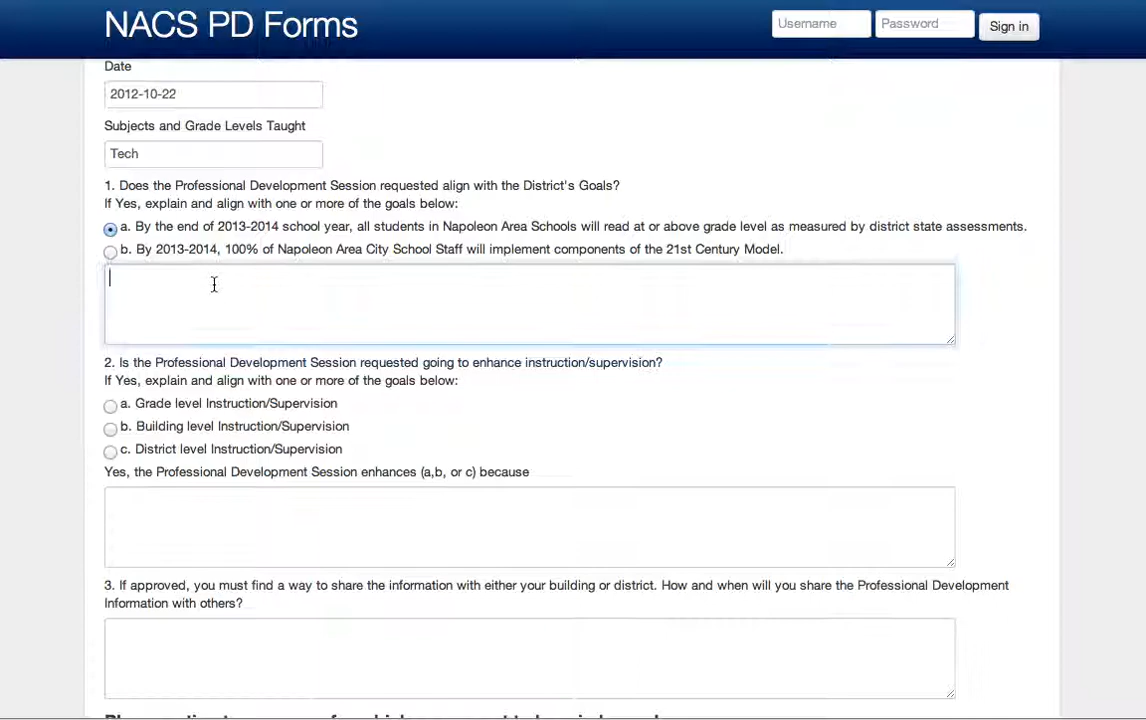 NACS PD Forms
Username
Password
Sign in
Date
2012-10-22
Subjects and Grade Levels Taught
Tech
1. Does the Professional Development Session requested align with the District's Goals?
If Yes, explain and align with one or more of the goals below:
a. By the end of 2013-2014 school year, all students in Napoleon Area Schools will read at or above grade level as measured by district state assessments.
b. By 2013-2014, 100% of Napoleon Area City School Staff will implement components of the 21st Century Model.
2. Is the Professional Development Session requested going to enhance instruction/supervision?
If Yes, explain and align with one or more of the goals below:
a. Grade level Instruction/Supervision
b. Building level Instruction/Supervision
c. District level Instruction/Supervision
Yes, the Professional Development Session enhances (a,b, or c) because
3. If approved, you must find a way to share the information with either your building or district. How and when will you share the Professional Development
Information with others?